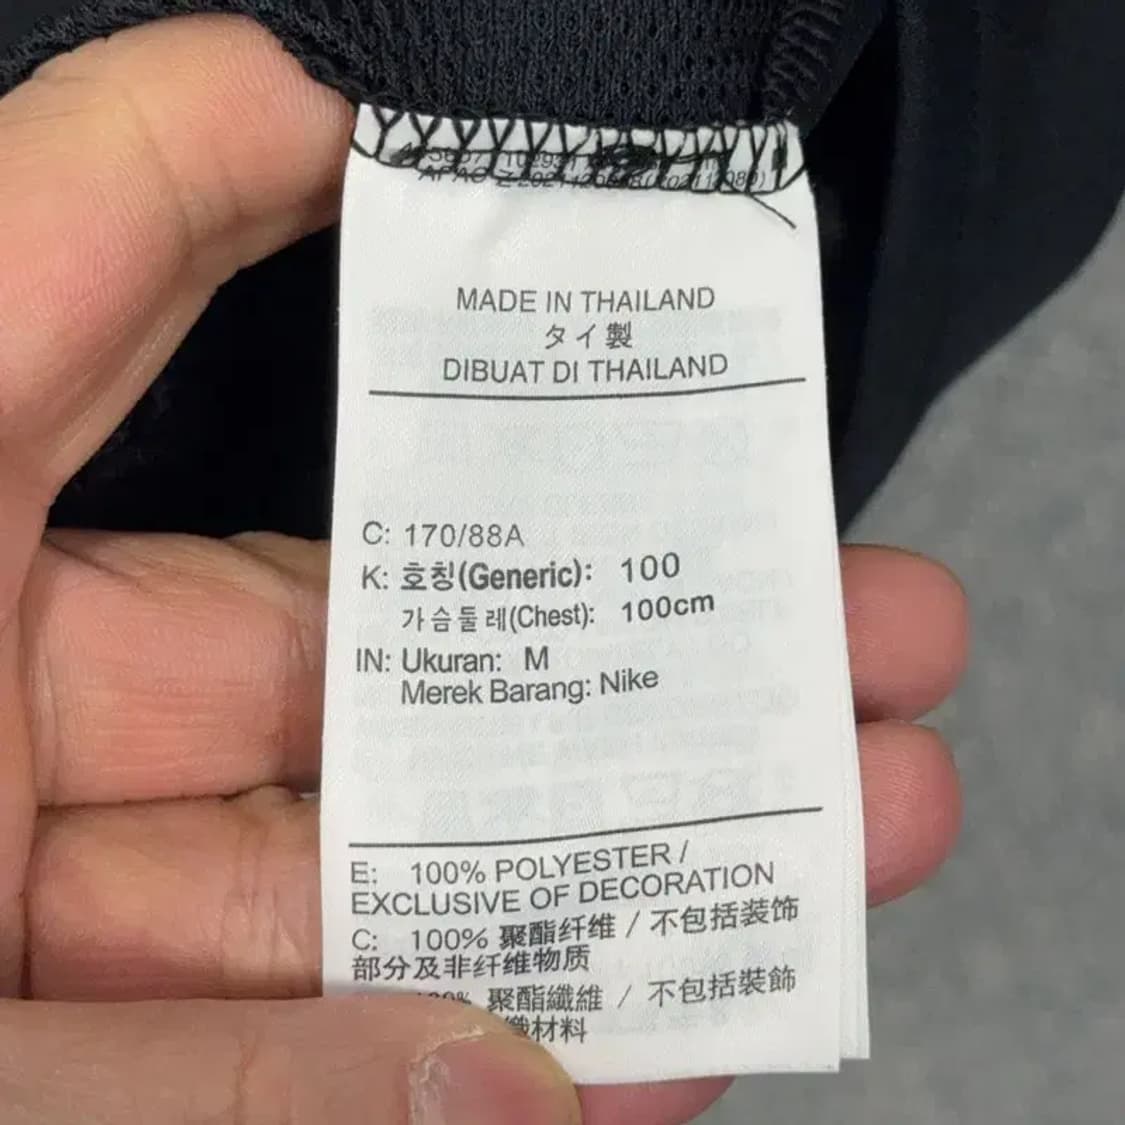 MADE IN THAILAND
タイ製
DIBUAT DI THAILAND
C: 170/88A
K: 호칭(Generic): 100
가슴둘레(Chest): 100cm
IN: Ukuran: M
Merek Barang: Nike
E: 100% POLYESTER /
EXCLUSIVE OF DECORATION
C: 100% 聚酯纤维 / 不包括装饰
部分及非纤维物质
聚酯纖維 / 不包括裝飾
材料